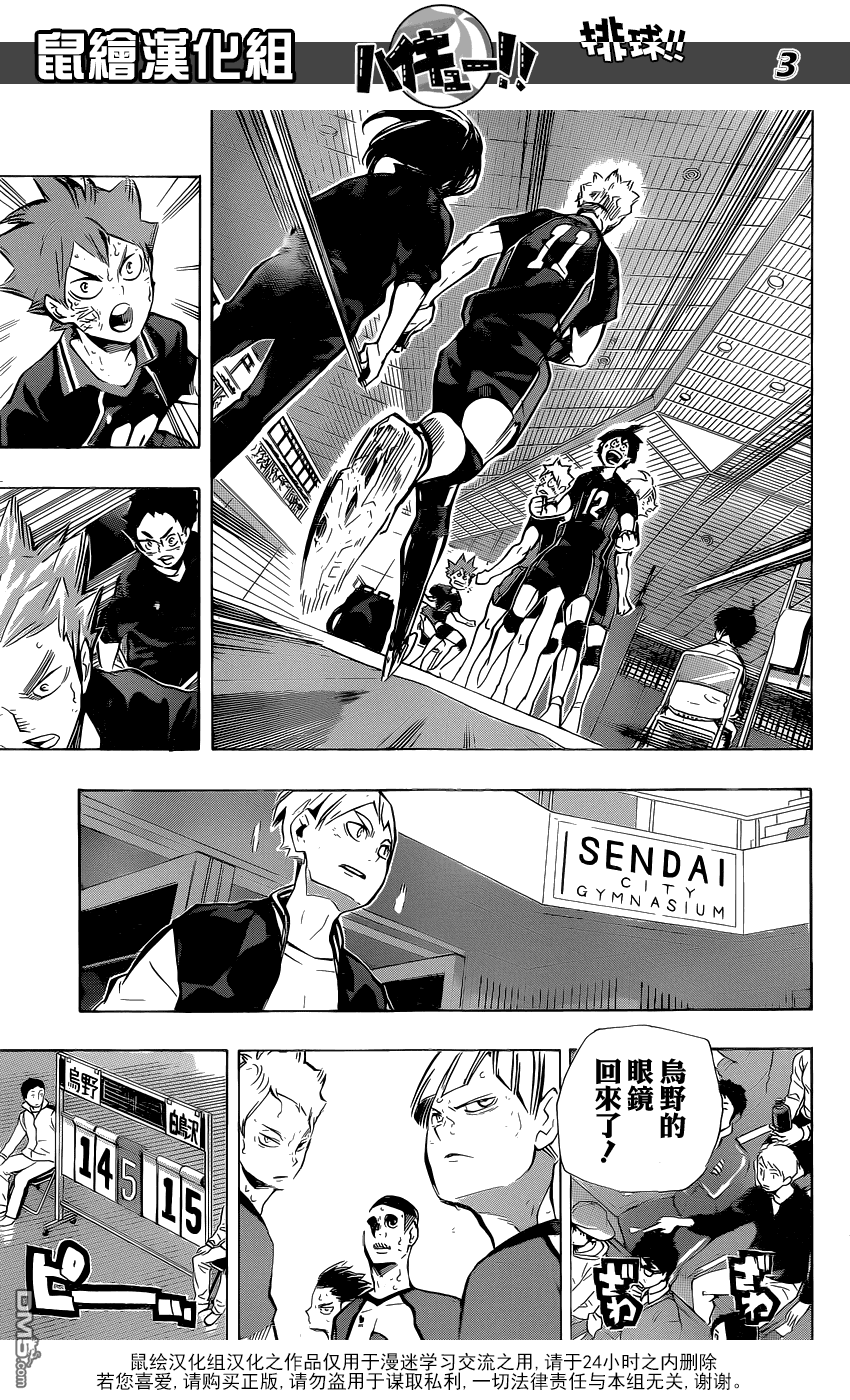 鼠繪漢化組
ハイキュー!!
排球!!
3
11
12
SENDAI
CITY
GYMNASIUM
烏野的
眼鏡
回來了!
ざわ
ざわ
烏野
白鳥沢
14
5
15
ピーーッ
鼠绘汉化组汉化之作品仅用于漫迷学习交流之用,请于24小时之内删除
若您喜爱,请购买正版,请勿盗用于谋取私利,一切法律责任与本组无关,谢谢。